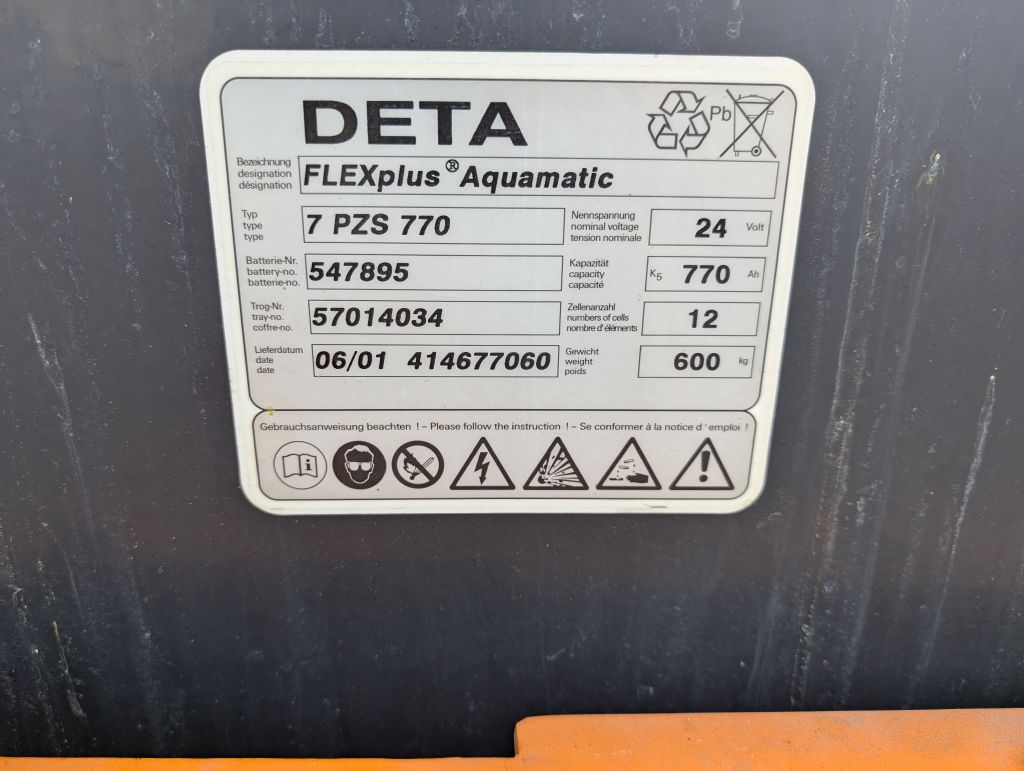 DETA
Pb
Bezeichnung
designation
désignation
FLEXplus® Aquamatic
Typ
type
type
7 PZS 770
Nennspannung
nominal voltage
tension nominale
24 Volt
Batterie-Nr.
battery-no.
batterie-no.
547895
Kapazität
capacity
capacité
K5 770 Ah
Trog-Nr.
tray-no.
coffre-no.
57014034
Zellenanzahl
numbers of cells
nombre d'éléments
12
Lieferdatum
date
date
06/01 414677060
Gewicht
weight
poids
600 kg
Gebrauchsanweisung beachten ! – Please follow the instruction ! – Se conformer à la notice d'emploi !